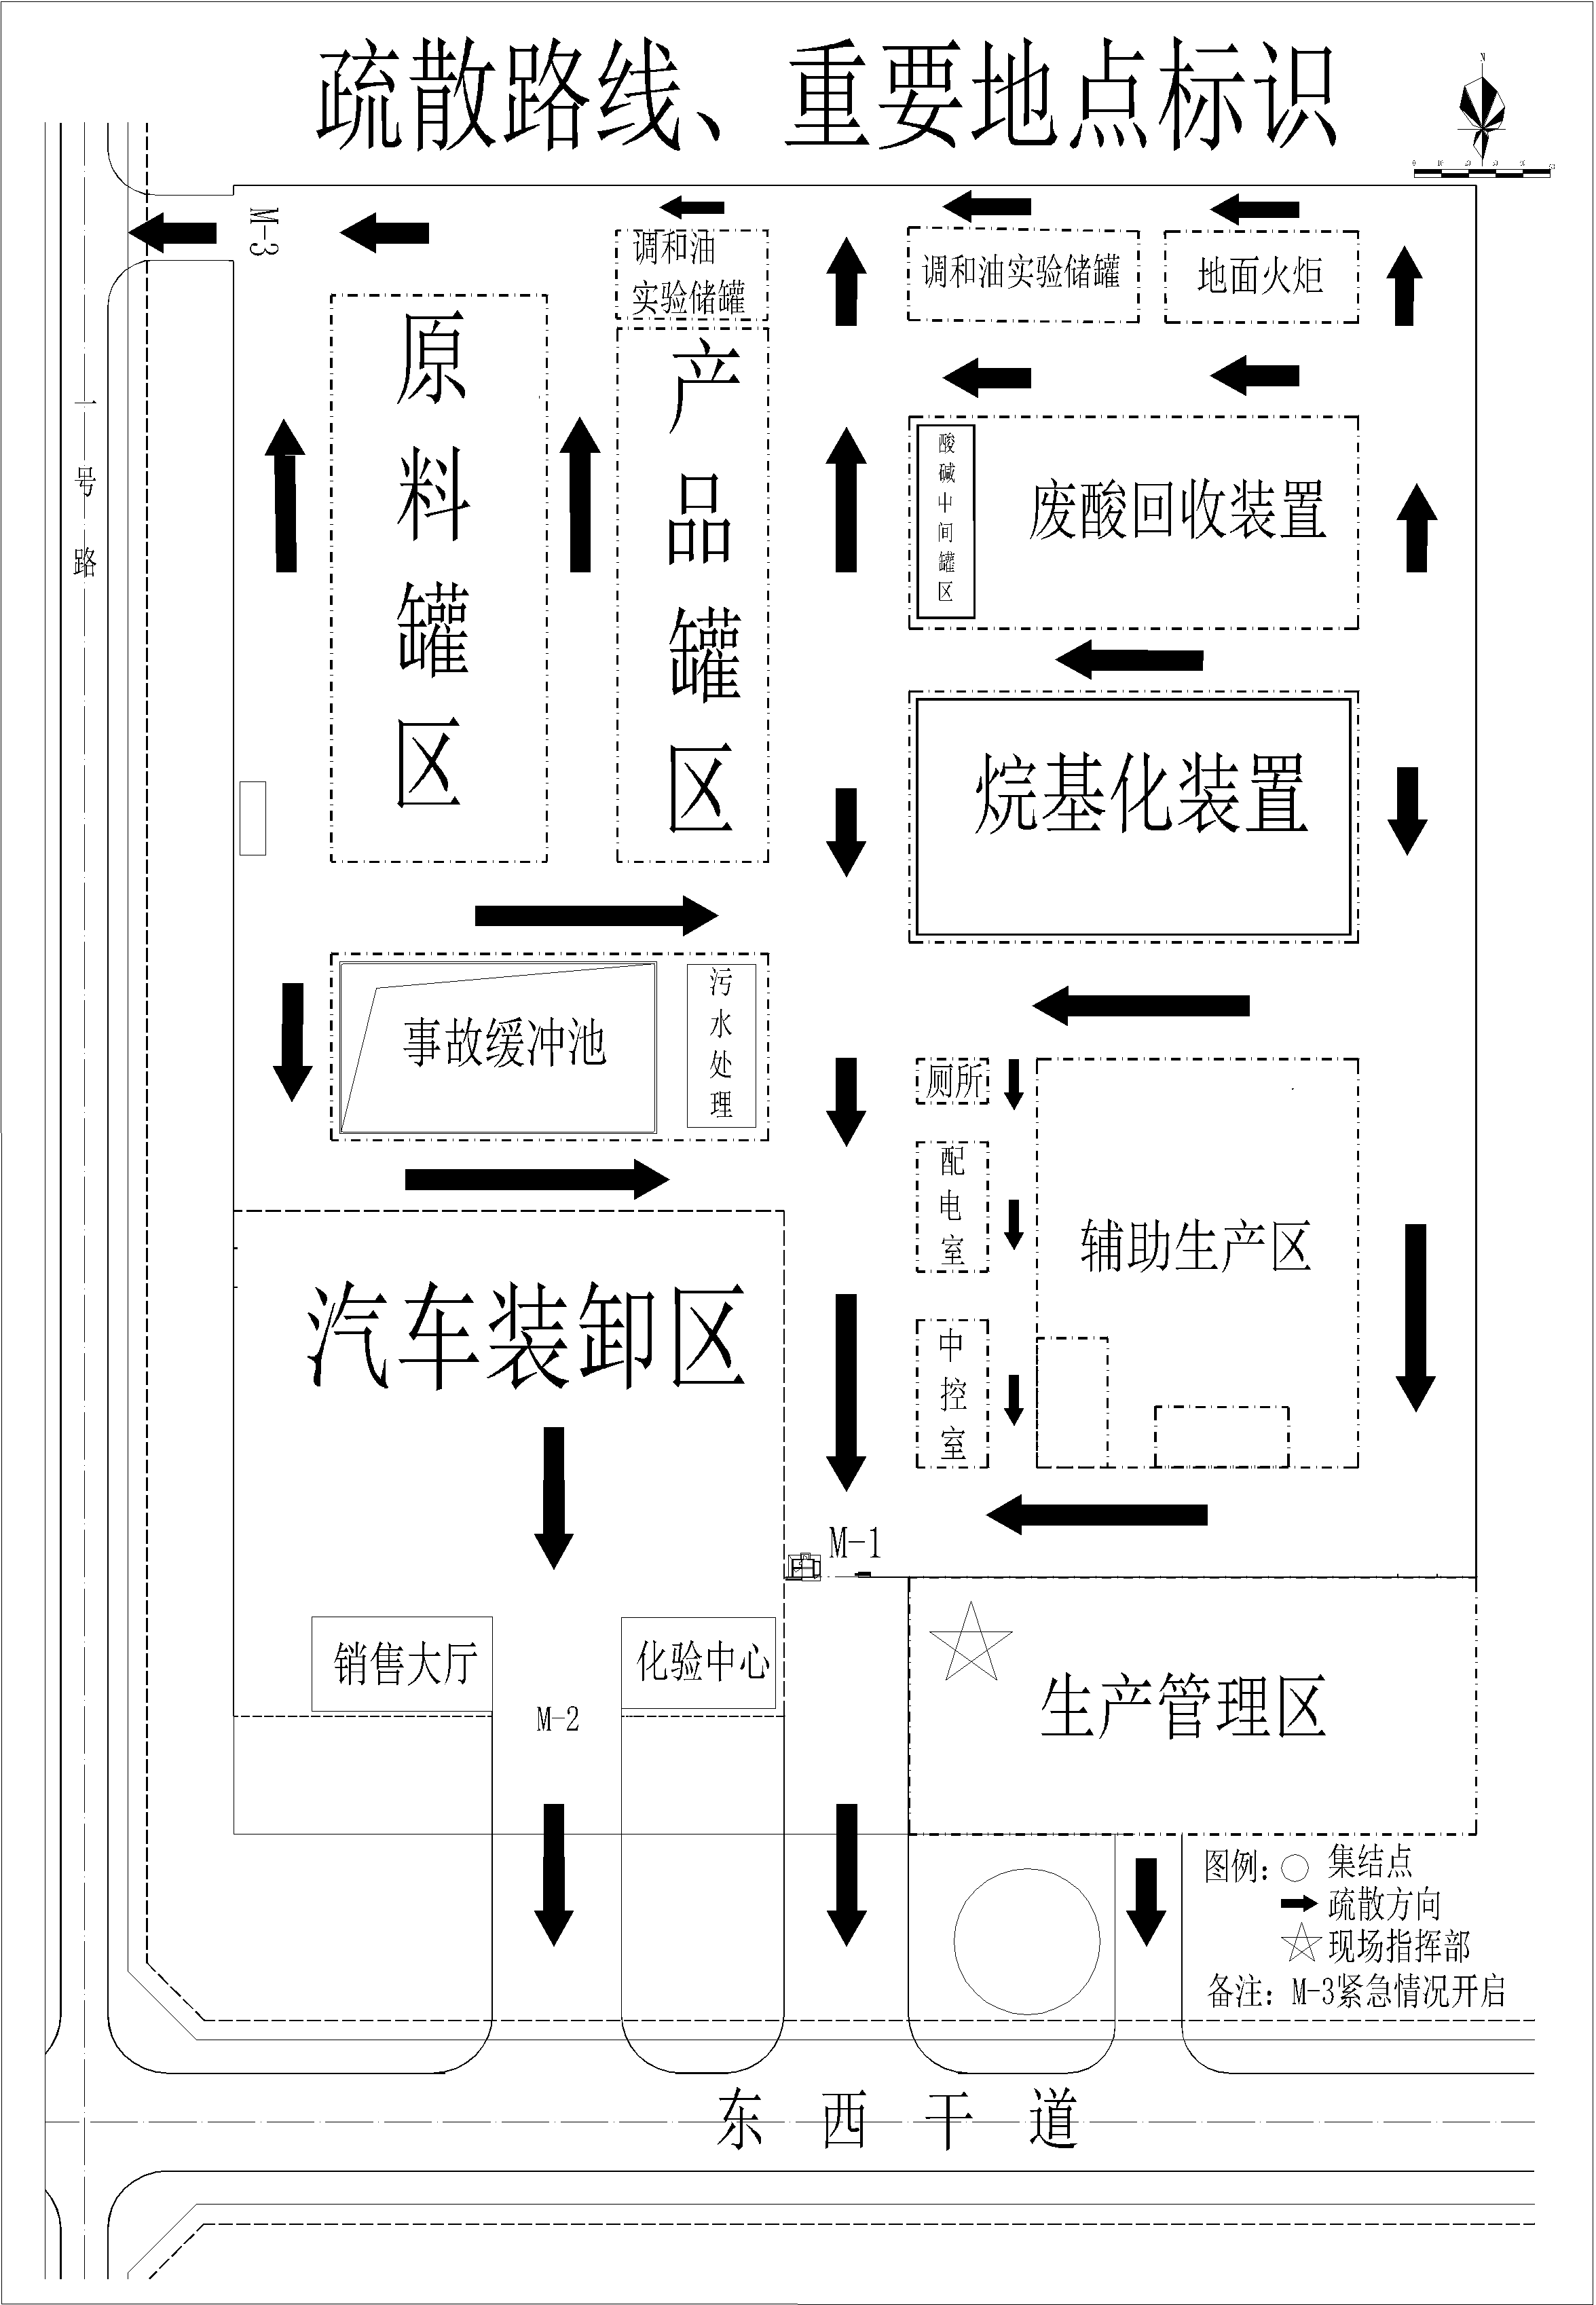 疏散路线、重要地点标识
N
M-3
调和油
实验储罐
调和油实验储罐
地面火炬
原料罐区
产品罐区
酸碱中间罐区
废酸回收装置
一号路
烷基化装置
事故缓冲池
污水处理
厕所
配电室
辅助生产区
汽车装卸区
中控室
M-1
销售大厅
化验中心
M-2
生产管理区
图例：
集结点
疏散方向
现场指挥部
备注：M-3紧急情况开启
东西干道